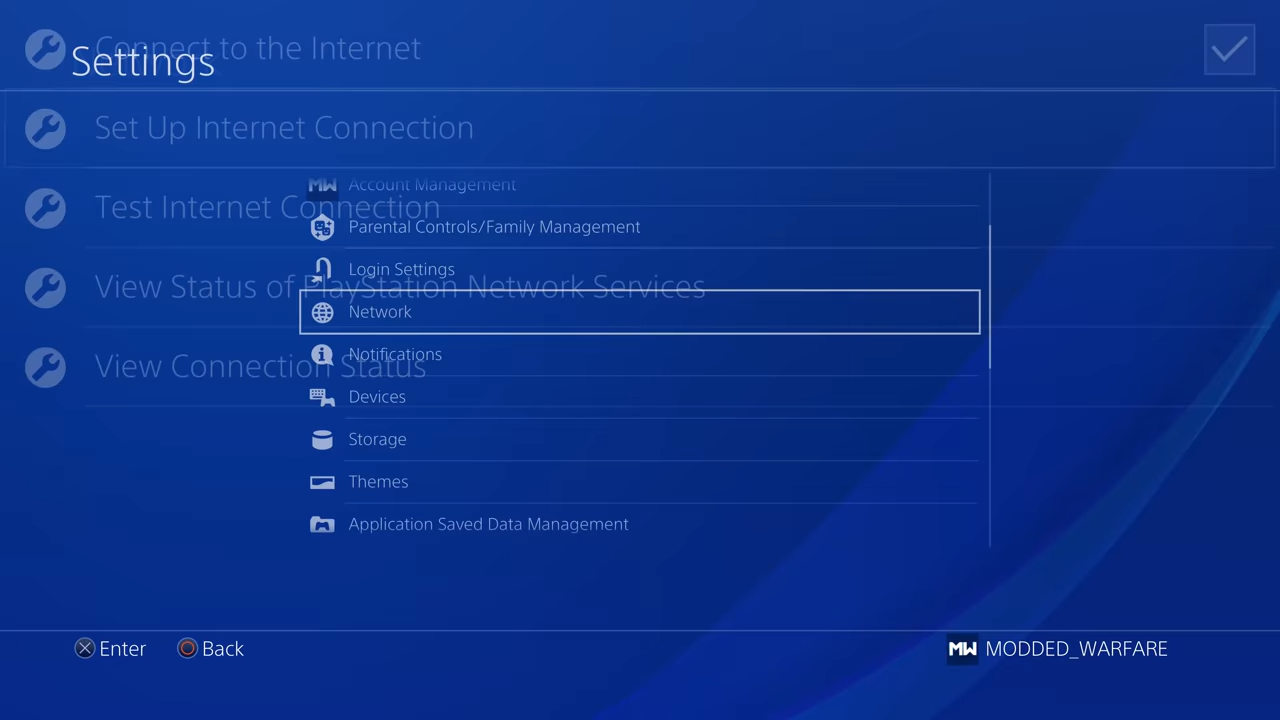 Connect to the Internet
Settings
Set Up Internet Connection
Account Management
Test Internet Connection
Parental Controls/Family Management
Login Settings
View Status of PlayStation Network Services
Network
Notifications
View Connection Status
Devices
Storage
Themes
Application Saved Data Management
Enter
Back
MW MODDED_WARFARE